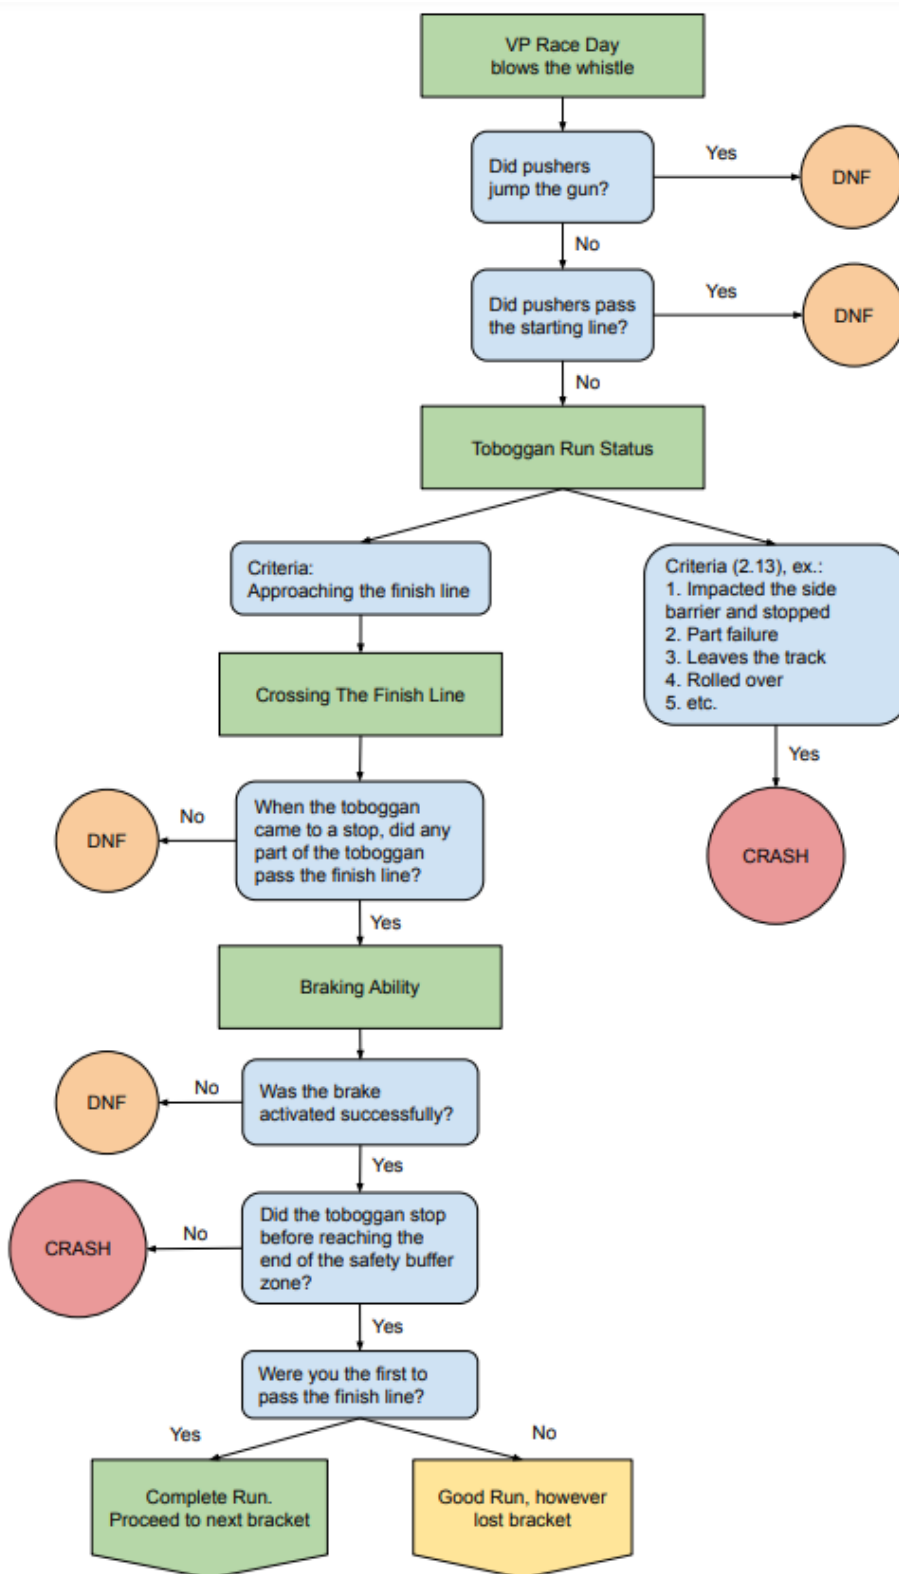 VP Race Day
blows the whistle
Did pushers
jump the gun?
Yes
DNF
No
Did pushers pass
the starting line?
Yes
DNF
No
Toboggan Run Status
Criteria:
Approaching the finish line
Criteria (2.13), ex.:
1. Impacted the side
barrier and stopped
2. Part failure
3. Leaves the track
4. Rolled over
5. etc.
Yes
CRASH
Crossing The Finish Line
When the toboggan
came to a stop, did any
part of the toboggan
pass the finish line?
No
DNF
Yes
Braking Ability
Was the brake
activated successfully?
No
DNF
Yes
Did the toboggan stop
before reaching the
end of the safety buffer
zone?
No
CRASH
Yes
Were you the first to
pass the finish line?
Yes
No
Complete Run.
Proceed to next bracket
Good Run, however
lost bracket